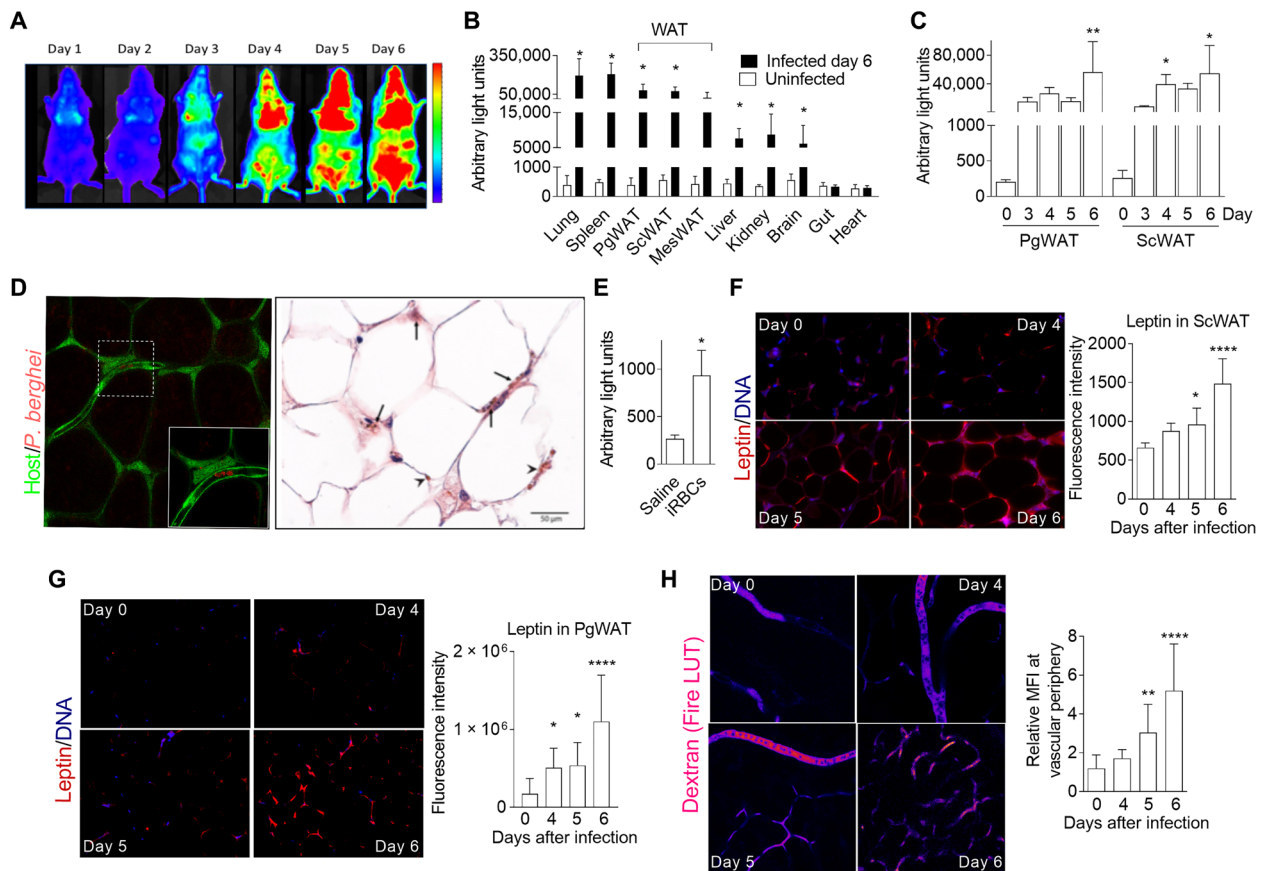 A
Day 1 Day 2 Day 3 Day 4 Day 5 Day 6
B
WAT
Infected day 6
Uninfected
Arbitrary light units
350,000
50,000
15,000
5000
1000
500
0
* * * * * * *
Lung Spleen PgWAT ScWAT MesWAT Liver Kidney Brain Gut Heart
C
Arbitrary light units
80,000
40,000
1000
500
0
** * *
0 3 4 5 6 0 3 4 5 6 Day
PgWAT ScWAT
D
Host/P. berghei
50 µm
E
Arbitrary light units
1000
500
0
*
Saline iRBCs
F
Leptin/DNA
Day 0 Day 4
Day 5 Day 6
Leptin in ScWAT
Fluorescence intensity
2000
1500
1000
500
0
* ****
0 4 5 6
Days after infection
G
Leptin/DNA
Day 0 Day 4
Day 5 Day 6
Leptin in PgWAT
Fluorescence intensity
2 × 10⁶
1 × 10⁶
0
* * ****
0 4 5 6
Days after infection
H
Dextran (Fire LUT)
Day 0 Day 4
Day 5 Day 6
Relative MFI at
vascular periphery
8
6
4
2
0
** ****
0 4 5 6
Days after infection